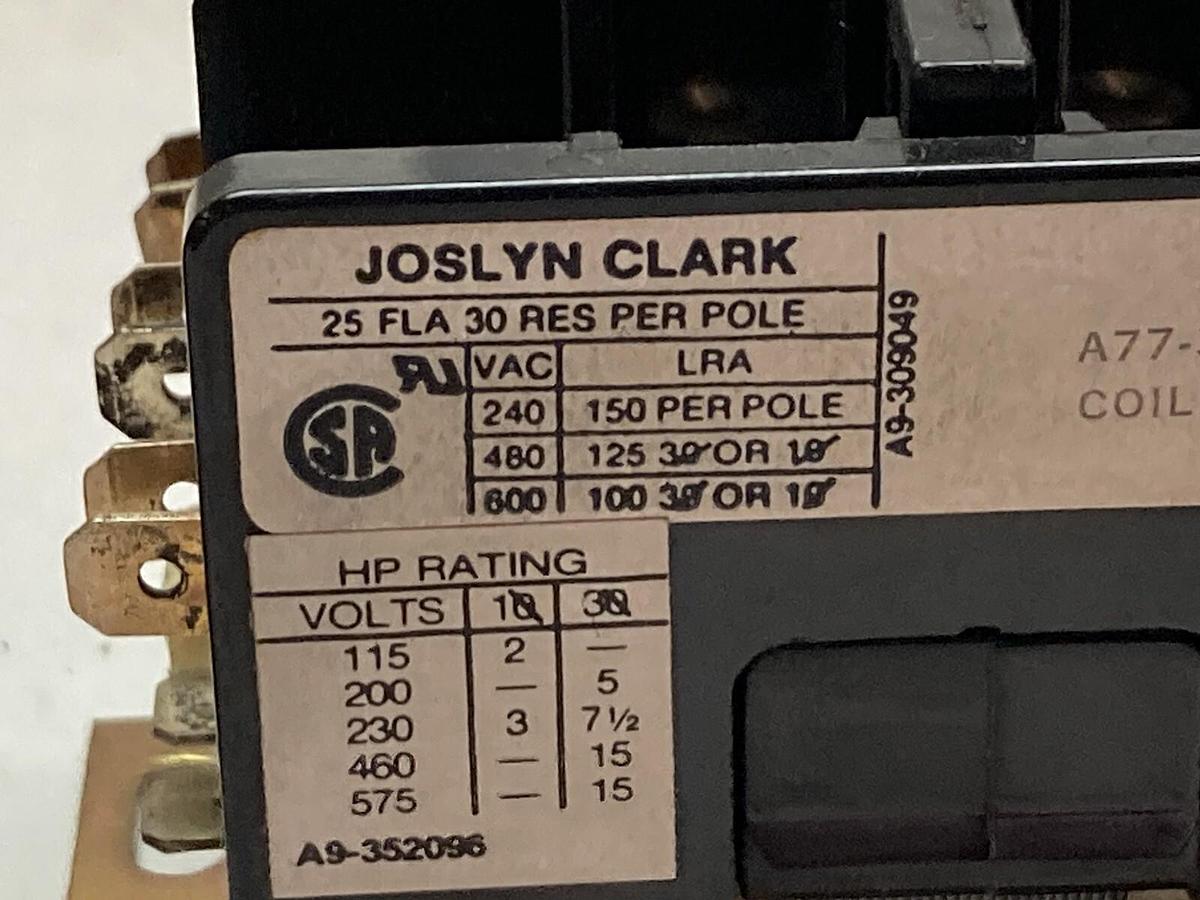 JOSLYN CLARK
25 FLA 30 RES PER POLE
VAC LRA
240 150 PER POLE
480 125 3Ø OR 1Ø
600 100 3Ø OR 1Ø
A9-309049
A77-
COIL
HP RATING
VOLTS 1Ø 3Ø
115 2 —
200 — 5
230 3 7½
460 — 15
575 — 15
A9-352096